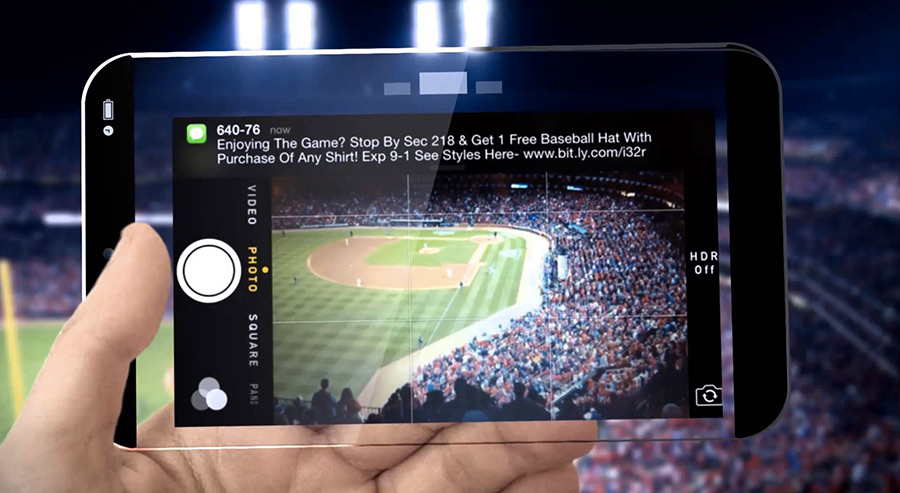 640-76 now
Enjoying The Game? Stop By Sec 218 & Get 1 Free Baseball Hat With
Purchase Of Any Shirt! Exp 9-1 See Styles Here- www.bit.ly.com/i32r
VIDEO
PHOTO
SQUARE
PANO
HDR
Off